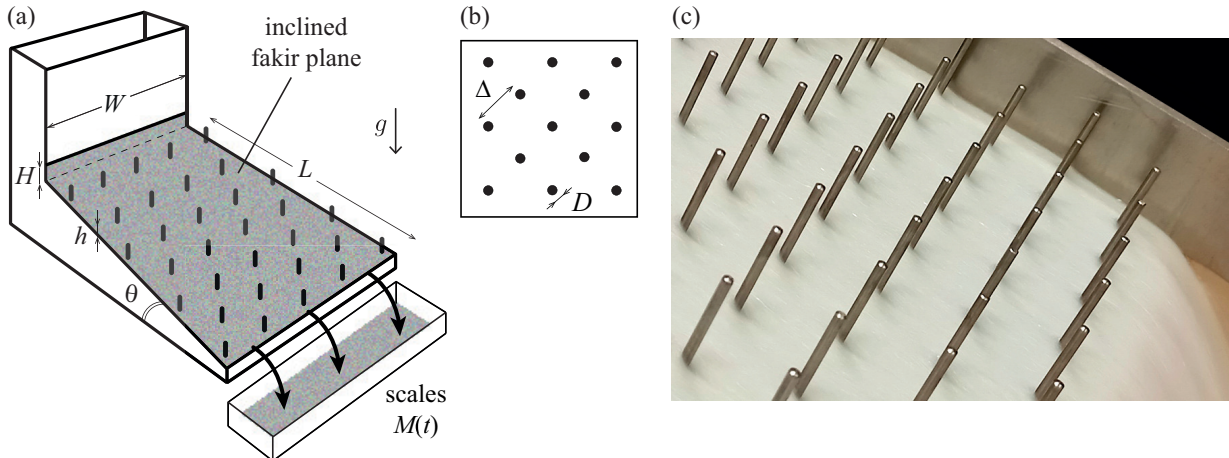 (a)
inclined
fakir plane
W
g
L
H
h
θ
scales
M(t)
(b)
Δ
D
(c)